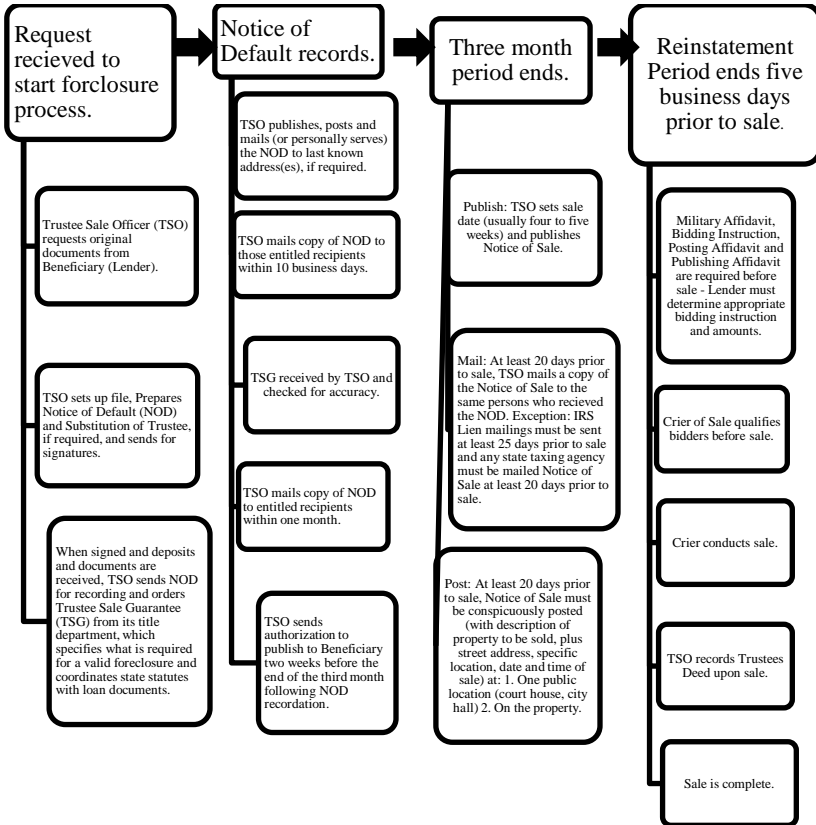 Request
recieved to
start forclosure
process.
Trustee Sale Officer (TSO)
requests original
documents from
Beneficiary (Lender).
TSO sets up file, Prepares
Notice of Default (NOD)
and Substitution of Trustee,
if required, and sends for
signatures.
When signed and deposits
and documents are
received, TSO sends NOD
for recording and orders
Trustee Sale Guarantee
(TSG) from its title
department, which
specifies what is required
for a valid foreclosure and
coordinates state statutes
with loan documents.
Notice of
Default records.
TSO publishes, posts and
mails (or personally serves)
the NOD to last known
address(es), if required.
TSO mails copy of NOD to
those entitled recipients
within 10 business days.
TSG received by TSO and
checked for accuracy.
TSO mails copy of NOD
to entitled recipients
within one month.
TSO sends
authorization to
publish to Beneficiary
two weeks before the
end of the third month
following NOD
recordation.
Three month
period ends.
Publish: TSO sets sale
date (usually four to five
weeks) and publishes
Notice of Sale.
Mail: At least 20 days prior
to sale, TSO mails a copy of
the Notice of Sale to the
same persons who recieved
the NOD. Exception: IRS
Lien mailings must be sent
at least 25 days prior to sale
and any state taxing agency
must be mailed Notice of
Sale at least 20 days prior to
sale.
Post: At least 20 days prior
to sale, Notice of Sale must
be conspicuously posted
(with description of
property to be sold, plus
street address, specific
location, date and time of
sale) at: 1. One public
location (court house, city
hall) 2. On the property.
Reinstatement
Period ends five
business days
prior to sale.
Military Affidavit,
Bidding Instruction,
Posting Affidavit and
Publishing Affidavit
are required before
sale - Lender must
determine appropriate
bidding instruction
and amounts.
Crier of Sale qualifies
bidders before sale.
Crier conducts sale.
TSO records Trustees
Deed upon sale.
Sale is complete.